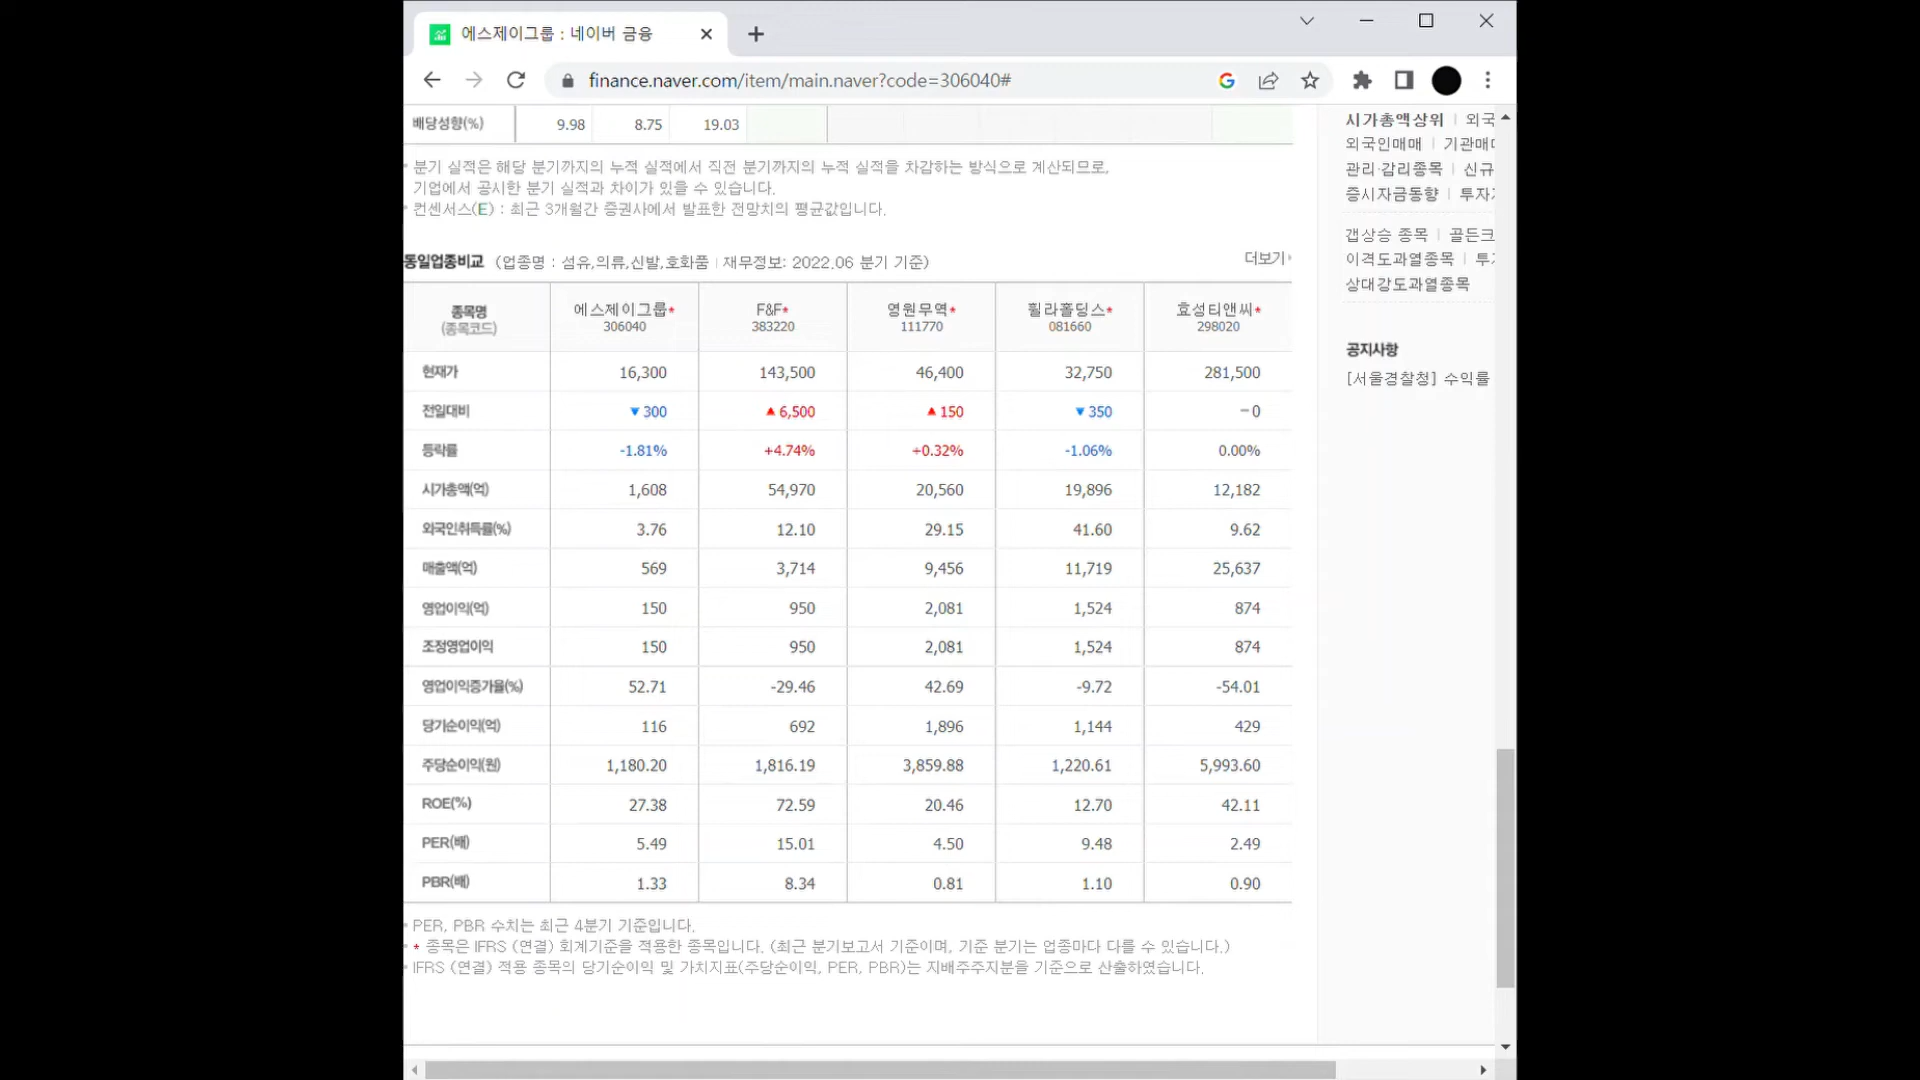 에스제이그룹 : 네이버 금융
finance.naver.com/item/main.naver?code=306040#
배당성향(%) 9.98 8.75 19.03
분기 실적은 해당 분기까지의 누적 실적에서 직전 분기까지의 누적 실적을 차감하는 방식으로 계산되므로,
기업에서 공시한 분기 실적과 차이가 있을 수 있습니다.
컨센서스(E) : 최근 3개월간 증권사에서 발표한 전망치의 평균값입니다.
동일업종비교 (업종명 : 섬유,의류,신발,호화품 | 재무정보: 2022.06 분기 기준) 더보기
종목명 에스제이그룹* F&F* 영원무역* 휠라홀딩스* 효성티앤씨*
(종목코드) 306040 383220 111770 081660 298020
현재가 16,300 143,500 46,400 32,750 281,500
전일대비 ▼300 ▲6,500 ▲150 ▼350 -0
등락률 -1.81% +4.74% +0.32% -1.06% 0.00%
시가총액(억) 1,608 54,970 20,560 19,896 12,182
외국인취득률(%) 3.76 12.10 29.15 41.60 9.62
매출액(억) 569 3,714 9,456 11,719 25,637
영업이익(억) 150 950 2,081 1,524 874
조정영업이익 150 950 2,081 1,524 874
영업이익증가율(%) 52.71 -29.46 42.69 -9.72 -54.01
당기순이익(억) 116 692 1,896 1,144 429
주당순이익(원) 1,180.20 1,816.19 3,859.88 1,220.61 5,993.60
ROE(%) 27.38 72.59 20.46 12.70 42.11
PER(배) 5.49 15.01 4.50 9.48 2.49
PBR(배) 1.33 8.34 0.81 1.10 0.90
PER, PBR 수치는 최근 4분기 기준입니다.
* 종목은 IFRS (연결) 회계기준을 적용한 종목입니다. (최근 분기보고서 기준이며, 기준 분기는 업종마다 다를 수 있습니다.)
IFRS (연결) 적용 종목의 당기순이익 및 가치지표(주당순이익, PER, PBR)는 지배주주지분을 기준으로 산출하였습니다.
시가총액상위 | 외국
외국인매매 | 기관매
관리·감리종목 | 신규
증시자금동향 | 투자
갭상승 종목 | 골든크
이격도과열종목 | 투
상대강도과열종목
공지사항
[서울경찰청] 수익률